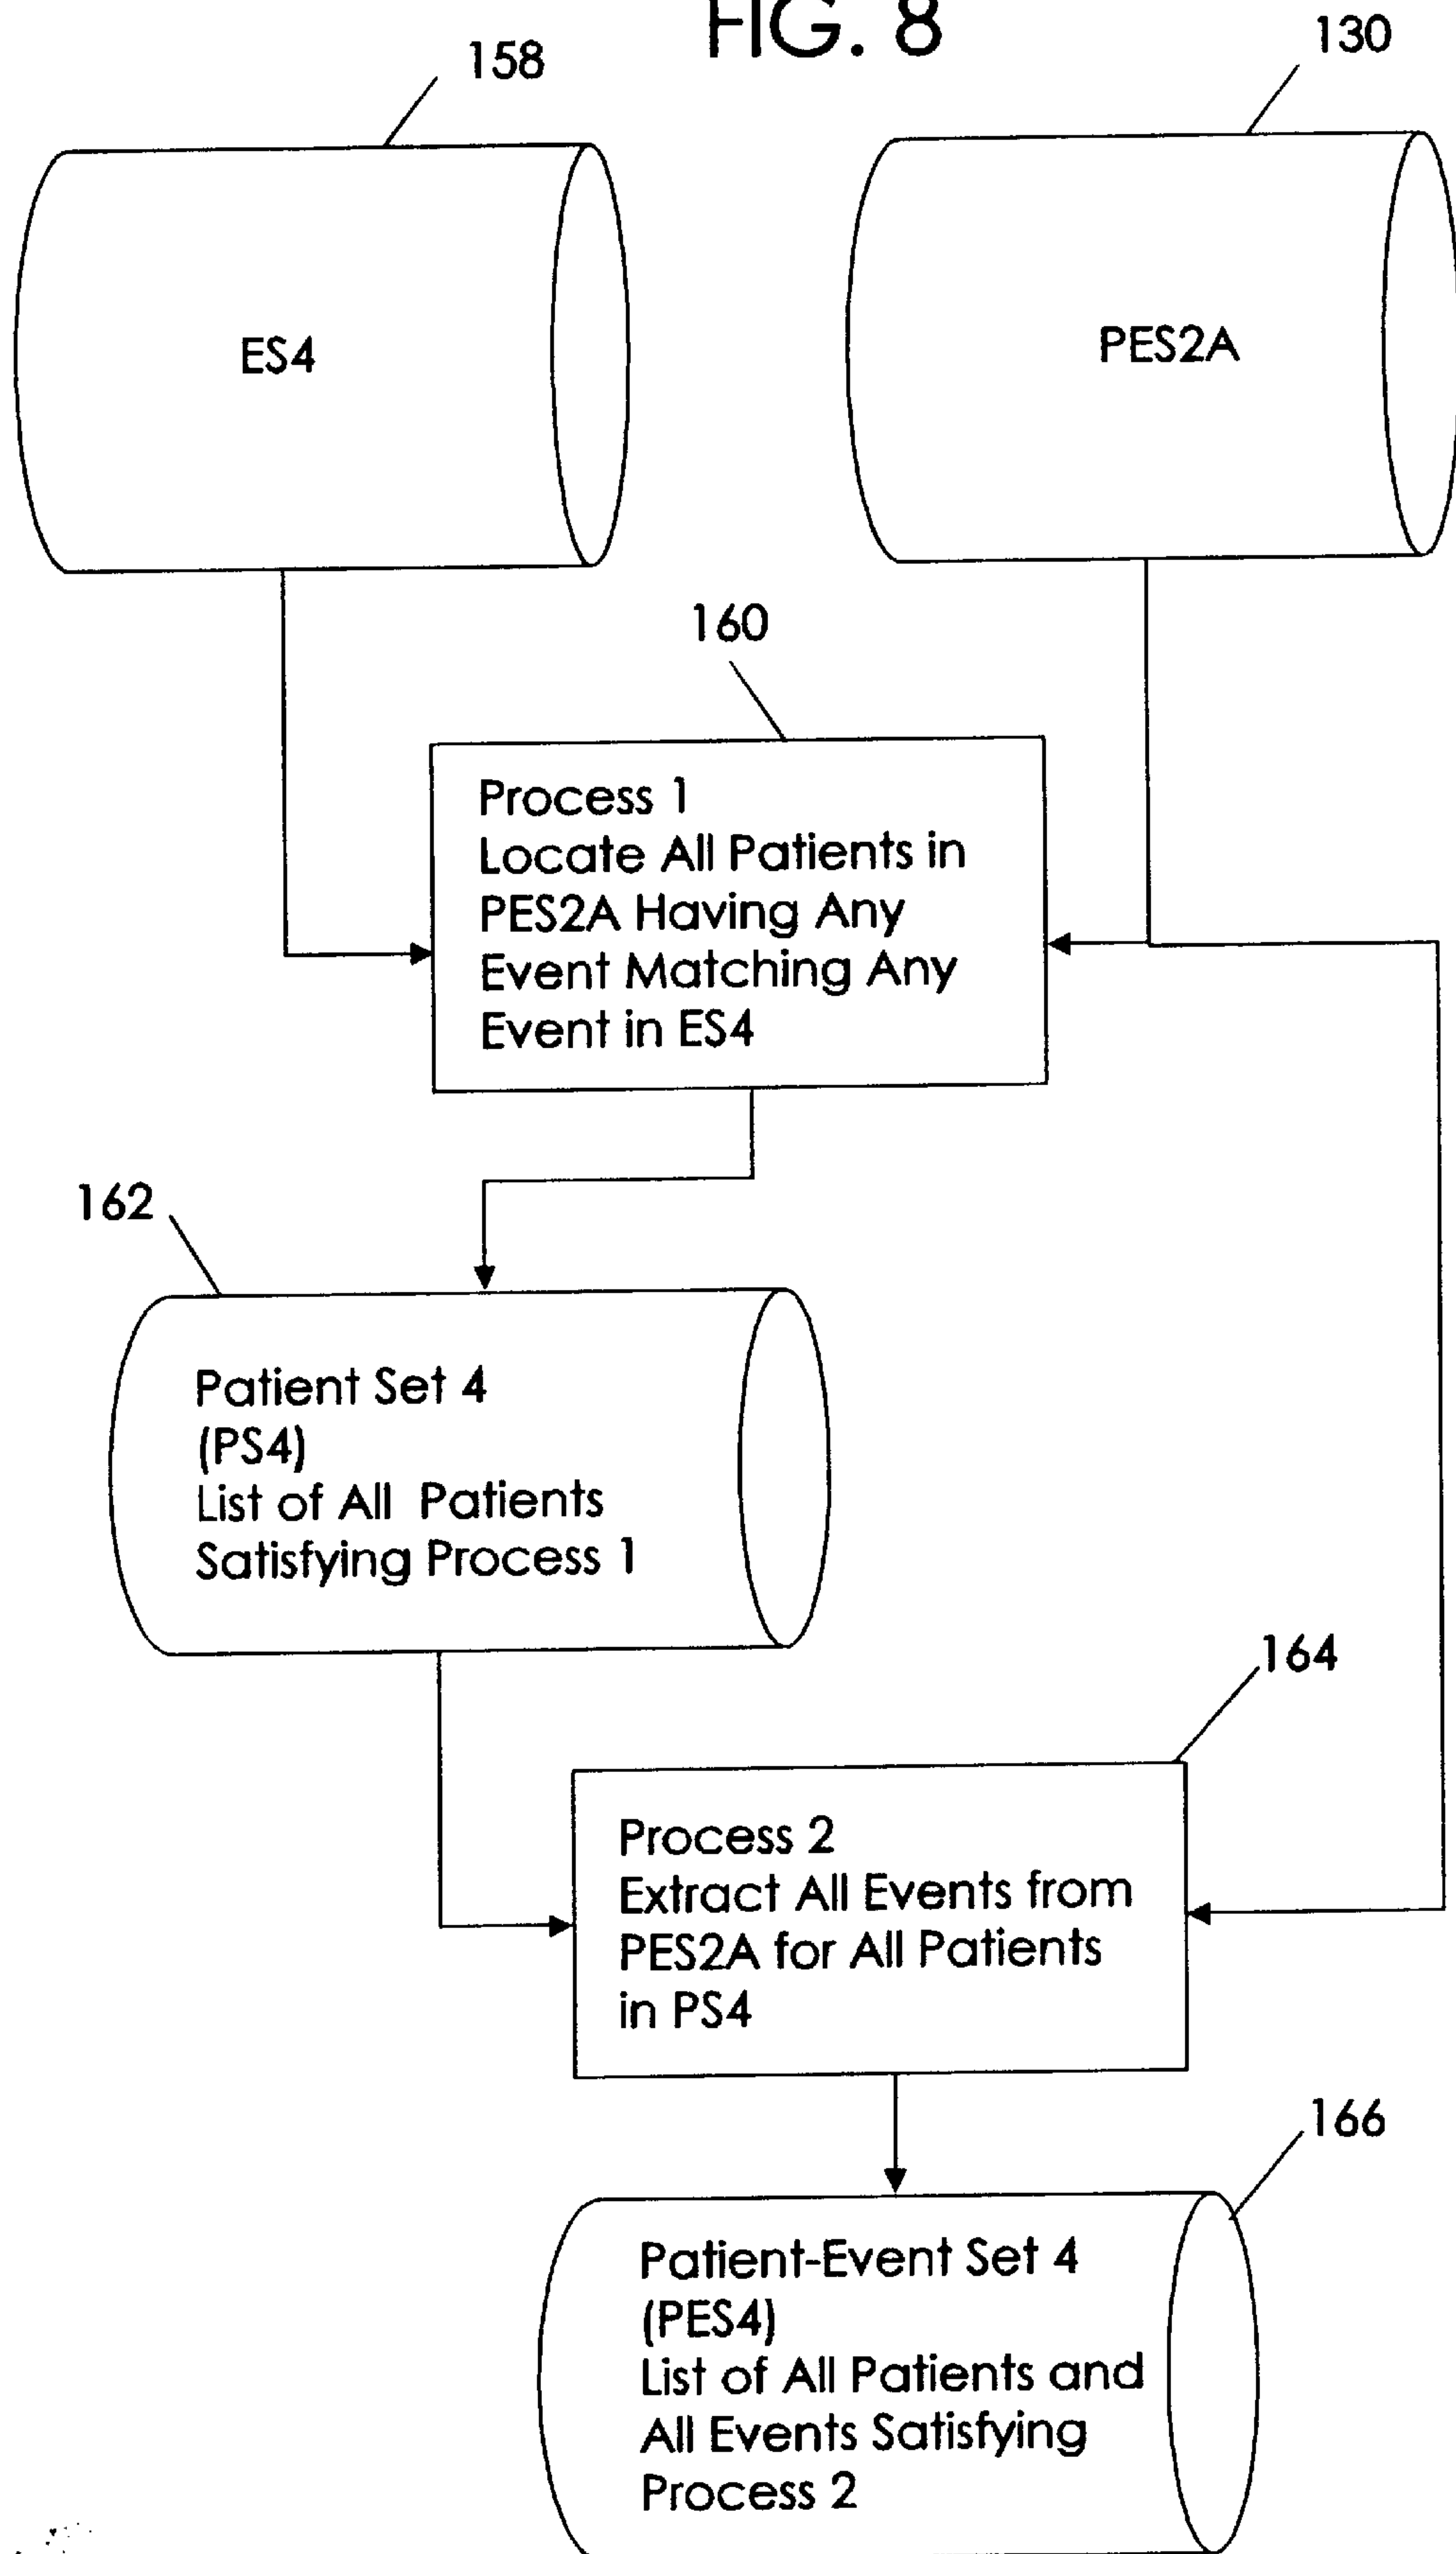 FIG. 8
158
130
ES4
PES2A
160
Process 1
Locate All Patients in
PES2A Having Any
Event Matching Any
Event in ES4
162
Patient Set 4
(PS4)
List of All Patients
Satisfying Process 1
164
Process 2
Extract All Events from
PES2A for All Patients
in PS4
166
Patient-Event Set 4
(PES4)
List of All Patients and
All Events Satisfying
Process 2